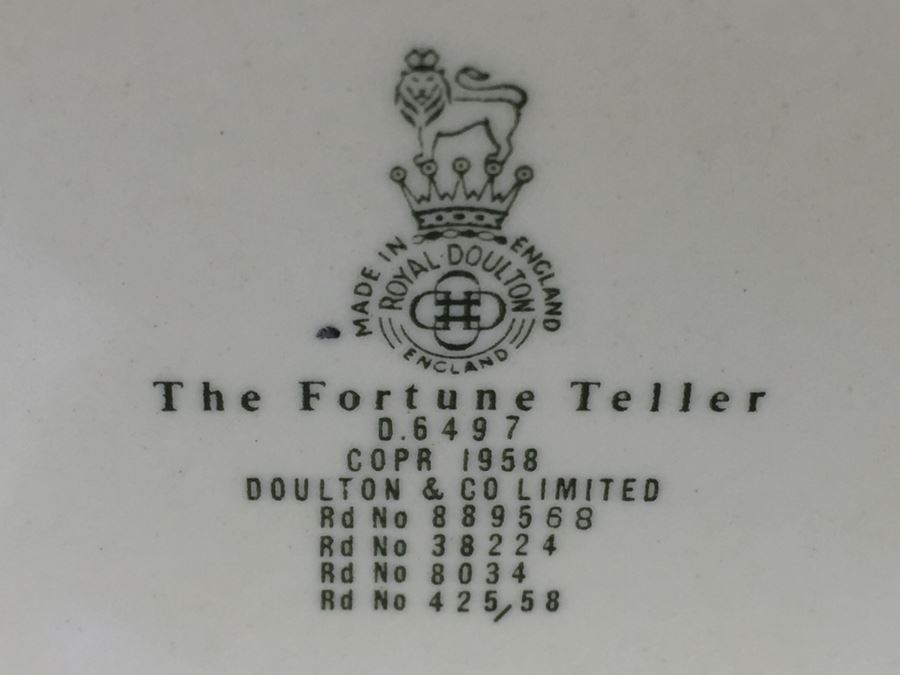 MADE IN ENGLAND
ROYAL·DOULTON
ENGLAND
The Fortune Teller
D.6497
COPR 1958
DOULTON & CO LIMITED
Rd No 889568
Rd No 38224
Rd No 8034
Rd No 425/58